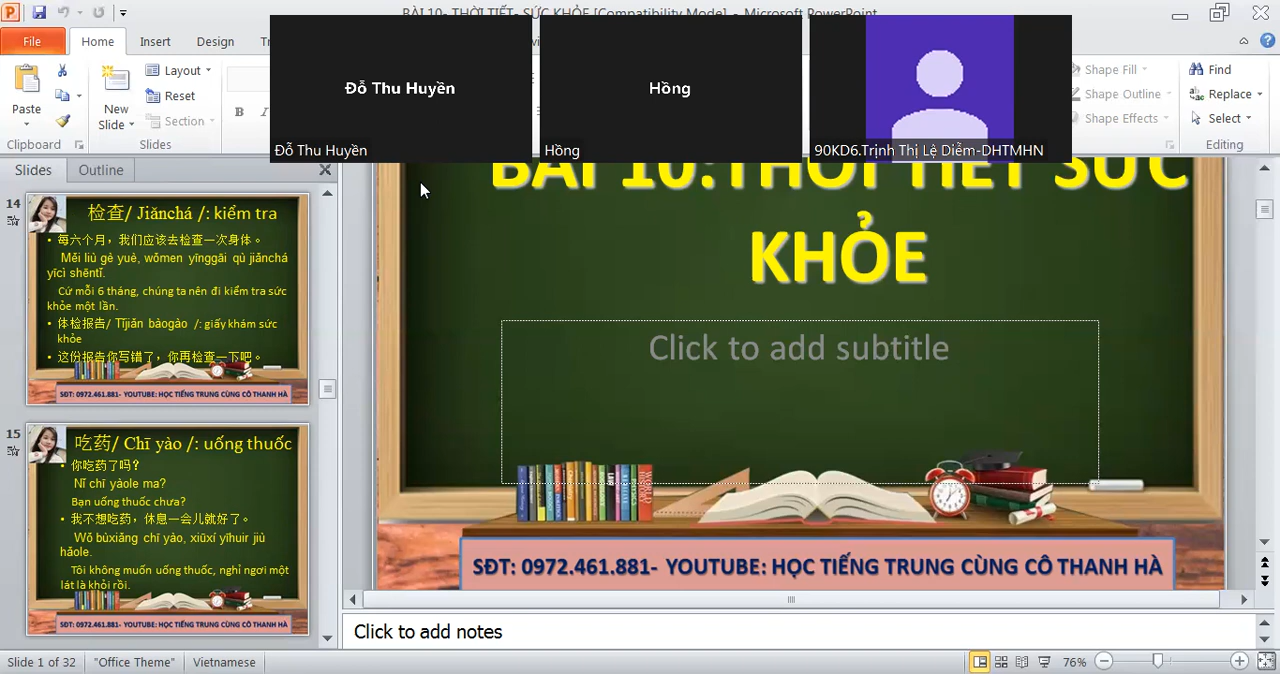 BÀI 10- THỜI TIẾT- SỨC KHỎE [Compatibility Mode] - Microsoft PowerPoint
File
Home
Insert
Design
Paste
Clipboard
New
Slide
Layout
Reset
Section
Slides
B
I
Đỗ Thu Huyền
Đỗ Thu Huyền
Hồng
Hồng
90KD6.Trịnh Thị Lệ Diễm-DHTMHN
Shape Fill
Shape Outline
Shape Effects
Find
Replace
Select
Editing
Slides
Outline
14
检查/ Jiǎnchá /: kiểm tra
• 每六个月，我们应该去检查一次身体。
Měi liù gè yuè, wǒmen yīnggāi qù jiǎnchá
yīcì shēntǐ.
Cứ mỗi 6 tháng, chúng ta nên đi kiểm tra sức
khỏe một lần.
• 体检报告/ Tǐjiǎn bàogào /: giấy khám sức
khỏe
• 这份报告你写错了，你再检查一下吧。
SĐT: 0972.461.881- YOUTUBE: HỌC TIẾNG TRUNG CÙNG CÔ THANH HÀ
15
吃药/ Chī yào /: uống thuốc
• 你吃药了吗？
Nǐ chī yàole ma?
Bạn uống thuốc chưa?
• 我不想吃药，休息一会儿就好了。
Wǒ bùxiǎng chī yào, xiūxí yīhuir jiù
hǎole.
Tôi không muốn uống thuốc, nghỉ ngơi một
lát là khỏi rồi.
SĐT: 0972.461.881- YOUTUBE: HỌC TIẾNG TRUNG CÙNG CÔ THANH HÀ
BÀI 10:THỜI TIẾT SỨC
KHỎE
Click to add subtitle
SĐT: 0972.461.881- YOUTUBE: HỌC TIẾNG TRUNG CÙNG CÔ THANH HÀ
Click to add notes
Slide 1 of 32
"Office Theme"
Vietnamese
76%